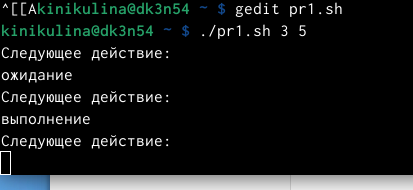 ^[[Akinikulina@dk3n54 ~ $ gedit pr1.sh
kinikulina@dk3n54 ~ $ ./pr1.sh 3 5
Следующее действие:
ожидание
Следующее действие:
выполнение
Следующее действие: